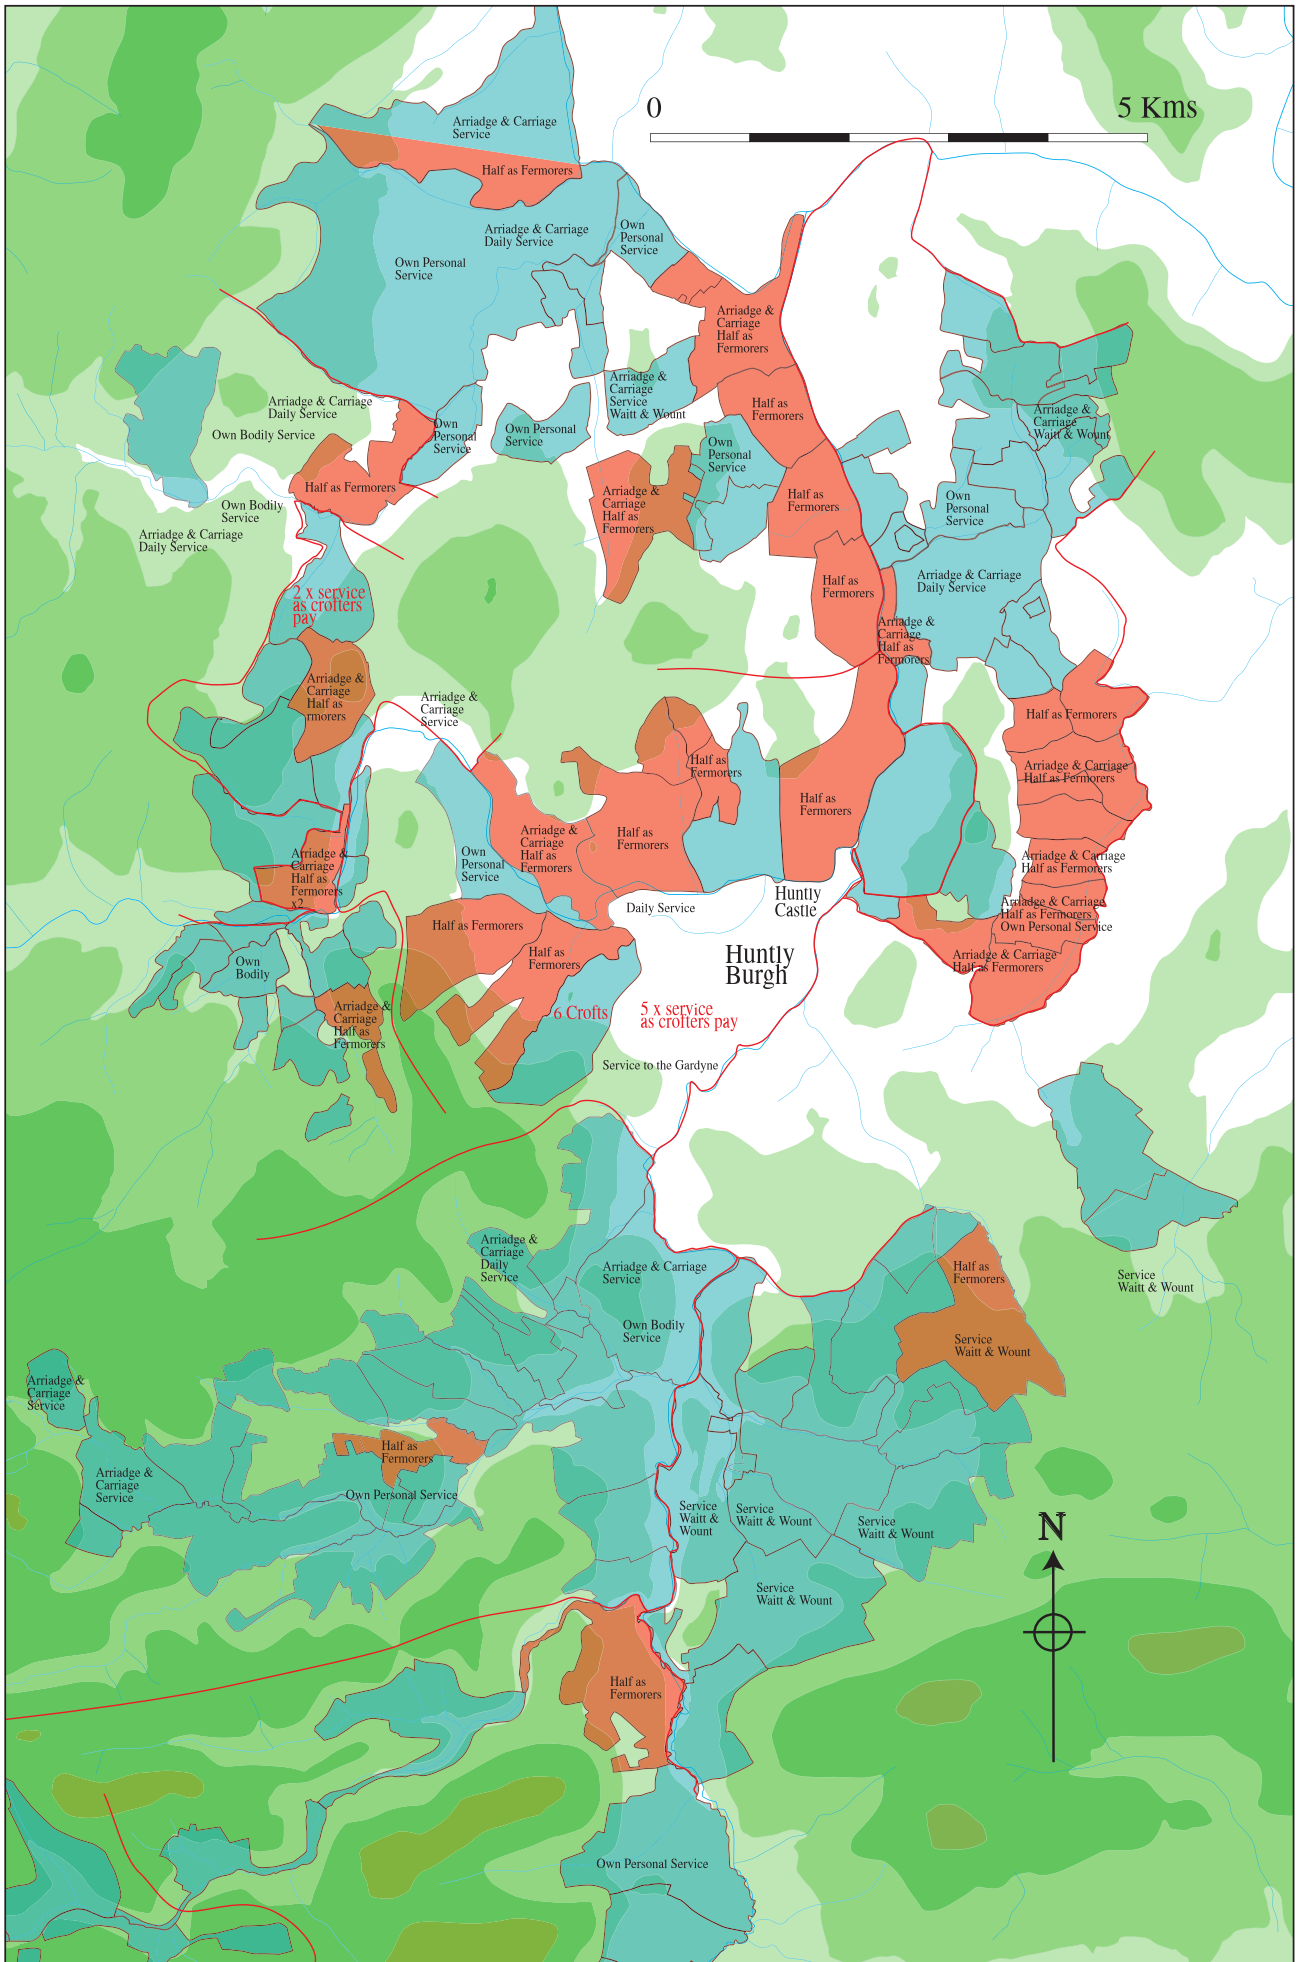 0
5 Kms
Arriadge & Carriage
Service
Half as Fermorers
Arriadge & Carriage
Daily Service
Own
Personal
Service
Own Personal
Service
Arriadge &
Carriage
Half as
Fermorers
Arriadge &
Carriage
Service
Waitt & Wount
Arriadge & Carriage
Daily Service
Own Bodily Service
Own
Personal
Service
Own Personal
Service
Half as
Fermorers
Own
Personal
Service
Arriadge &
Carriage
Waitt & Wount
Half as Fermorers
Own Bodily
Service
Arriadge & Carriage
Daily Service
Arriadge &
Carriage
Half as
Fermorers
Half as
Fermorers
Own
Personal
Service
2 x service
as crofters
pay
Half as
Fermorers
Arriadge & Carriage
Daily Service
Arriadge &
Carriage
Half as
Fermorers
Arriadge &
Carriage
Half as
rmorers
Arriadge &
Carriage
Service
Half as Fermorers
Half as
Fermorers
Arriadge & Carriage
Half as Fermorers
Half as
Fermorers
Arriadge &
Carriage
Half as
Fermorers
Half as
Fermorers
Own
Personal
Service
Arriadge &
Carriage
Half as
Fermorers
x2
Arriadge & Carriage
Half as Fermorers
Huntly
Castle
Daily Service
Arriadge & Carriage
Half as Fermorers
Own Personal Service
Half as Fermorers
Half as
Fermorers
Huntly
Burgh
Arriadge & Carriage
Half as Fermorers
Own
Bodily
Arriadge &
Carriage
Half as
Fermorers
6 Crofts
5 x service
as crofters pay
Service to the Gardyne
Arriadge &
Carriage
Daily
Service
Arriadge & Carriage
Service
Half as
Fermorers
Service
Waitt & Wount
Own Bodily
Service
Service
Waitt & Wount
Arriadge &
Carriage
Service
Half as
Fermorers
Arriadge &
Carriage
Service
Own Personal Service
Service
Waitt &
Wount
Service
Waitt & Wount
Service
Waitt & Wount
N
Service
Waitt & Wount
Half as
Fermorers
Own Personal Service